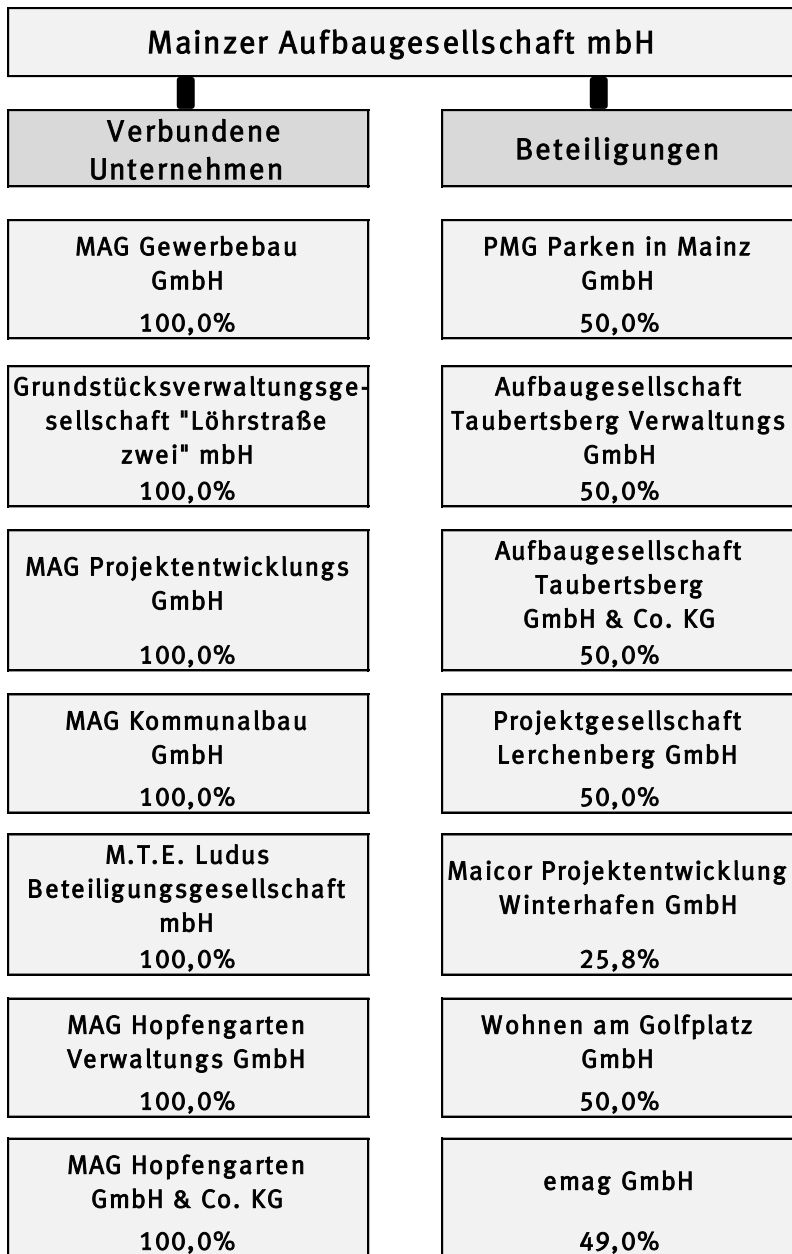 Mainzer Aufbaugesellschaft mbH
Verbundene
Unternehmen
MAG Gewerbebau
GmbH
100,0%
Grundstücksverwaltungsge-
sellschaft "Löhrstraße
zwei" mbH
100,0%
MAG Projektentwicklungs
GmbH
100,0%
MAG Kommunalbau
GmbH
100,0%
M.T.E. Ludus
Beteiligungsgesellschaft
mbH
100,0%
MAG Hopfengarten
Verwaltungs GmbH
100,0%
MAG Hopfengarten
GmbH & Co. KG
100,0%
Beteiligungen
PMG Parken in Mainz
GmbH
50,0%
Aufbaugesellschaft
Taubertsberg Verwaltungs
GmbH
50,0%
Aufbaugesellschaft
Taubertsberg
GmbH & Co. KG
50,0%
Projektgesellschaft
Lerchenberg GmbH
50,0%
Maicor Projektentwicklung
Winterhafen GmbH
25,8%
Wohnen am Golfplatz
GmbH
50,0%
emag GmbH
49,0%